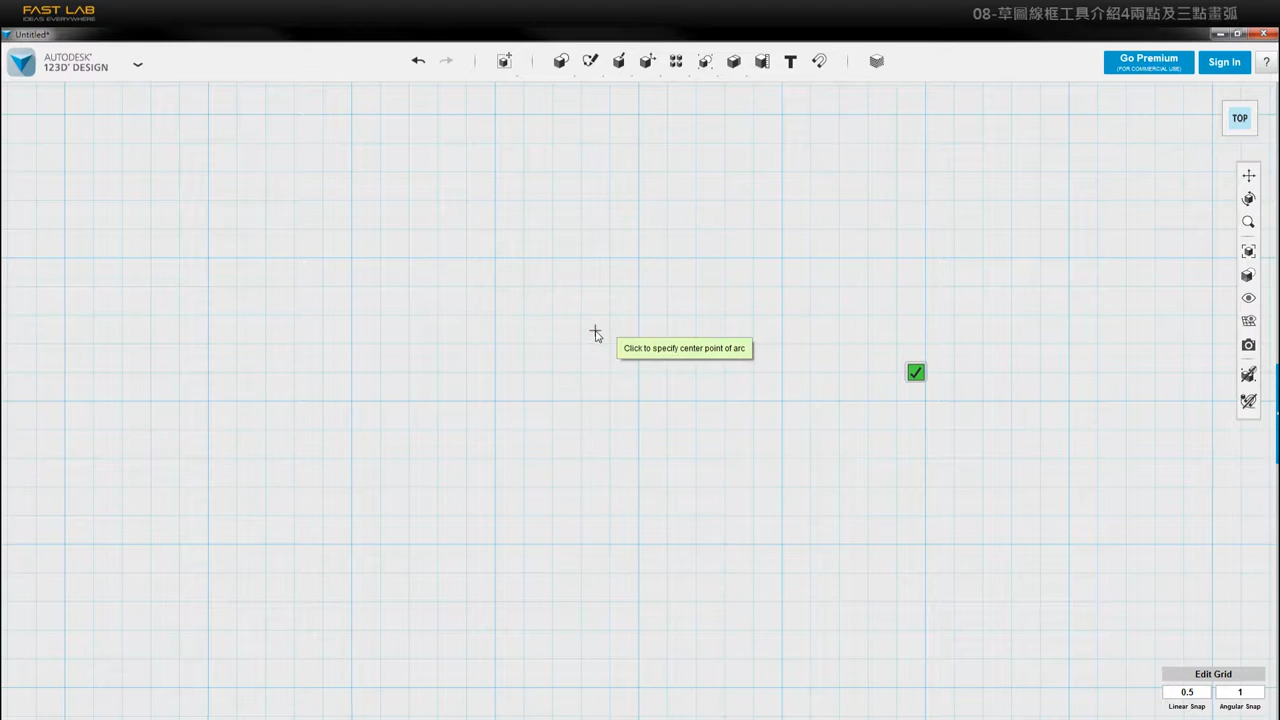 FAST LAB
IDEAS EVERYWHERE
08-草圖線框工具介紹4兩點及三點畫弧
Untitled*
AUTODESK®
123D® DESIGN
Go Premium
(FOR COMMERCIAL USE)
Sign In
?
TOP
T
Click to specify center point of arc
Edit Grid
0.5
1
Linear Snap
Angular Snap